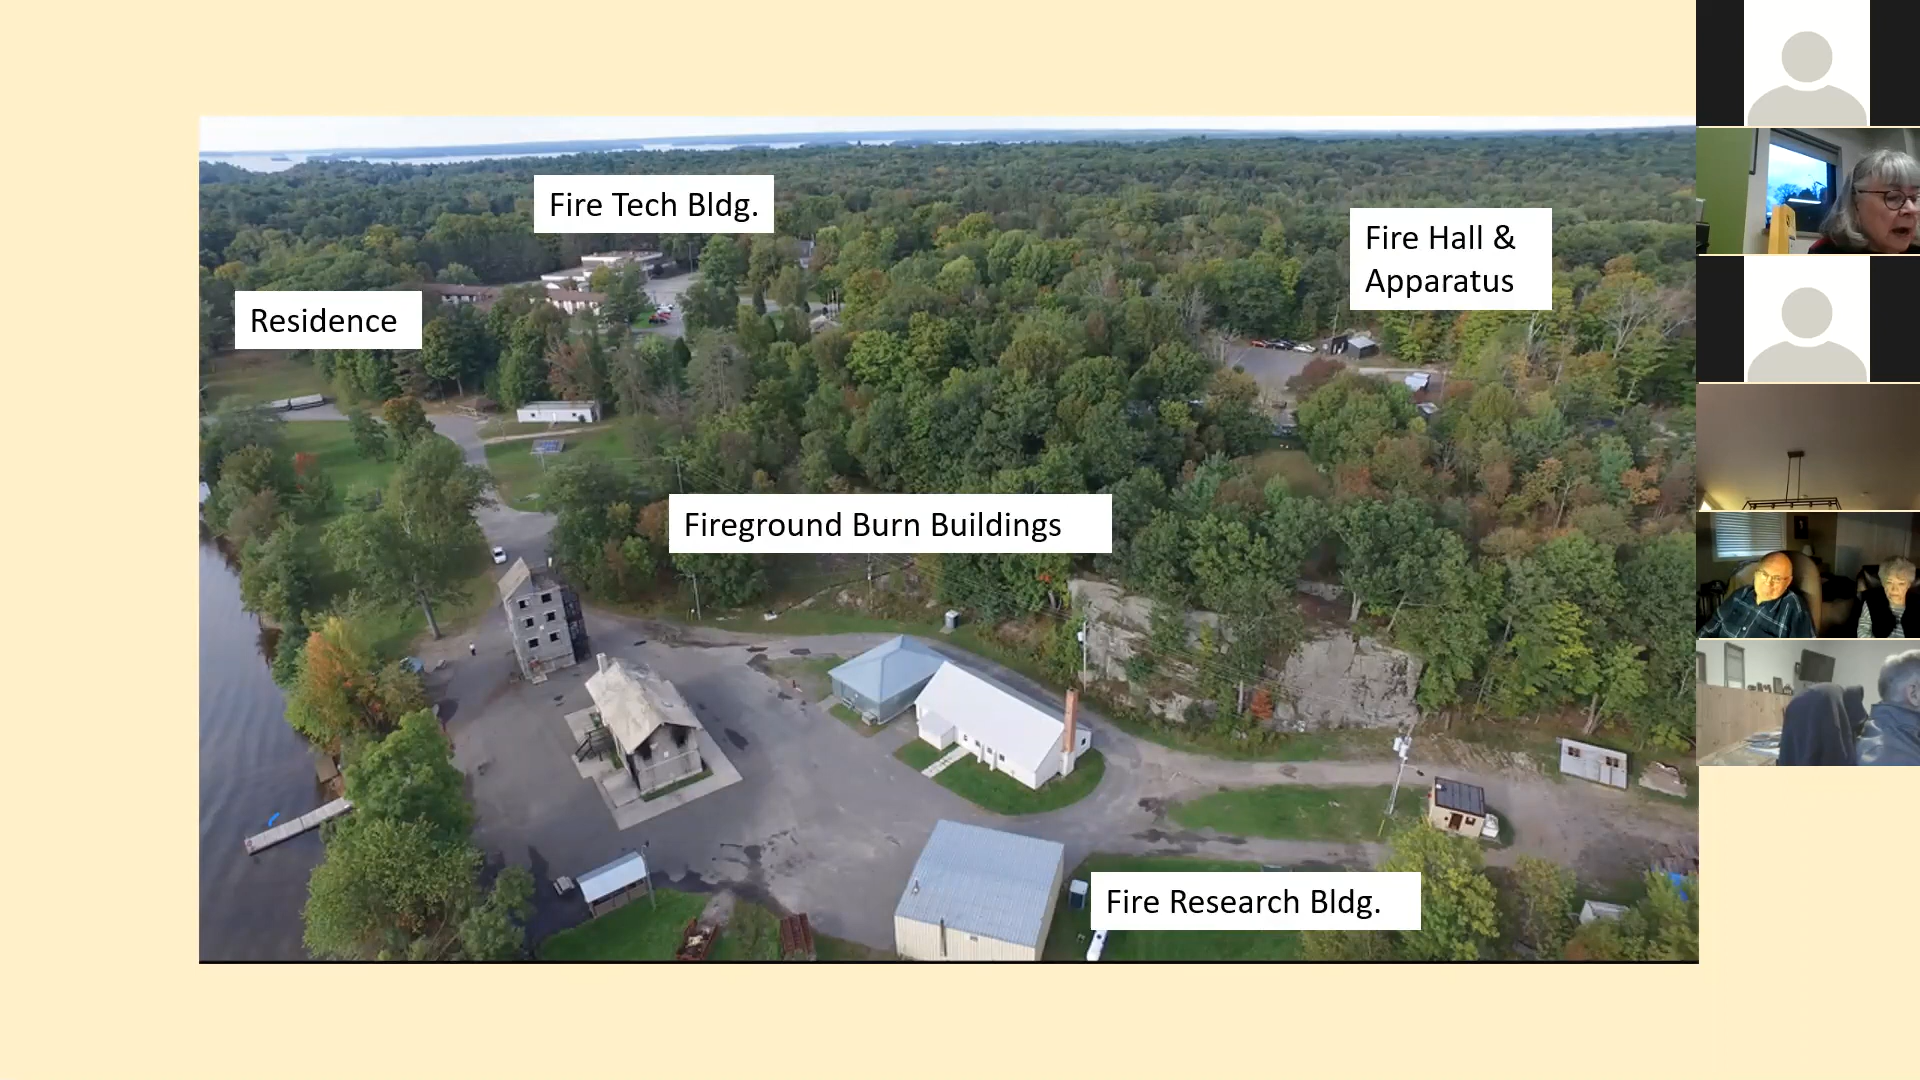 Fire Tech Bldg.
Fire Hall &
Apparatus
Residence
Fireground Burn Buildings
Fire Research Bldg.